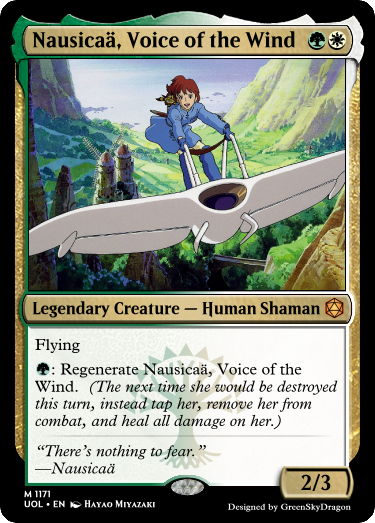 Nausicaä, Voice of the Wind
Legendary Creature — Human Shaman
Flying
: Regenerate Nausicaä, Voice of the
Wind. (The next time she would be destroyed
this turn, instead tap her, remove her from
combat, and heal all damage on her.)
“There’s nothing to fear.”
—Nausicaä
2/3
M 1171
UOL • EN Hayao Miyazaki
Designed by GreenSkyDragon